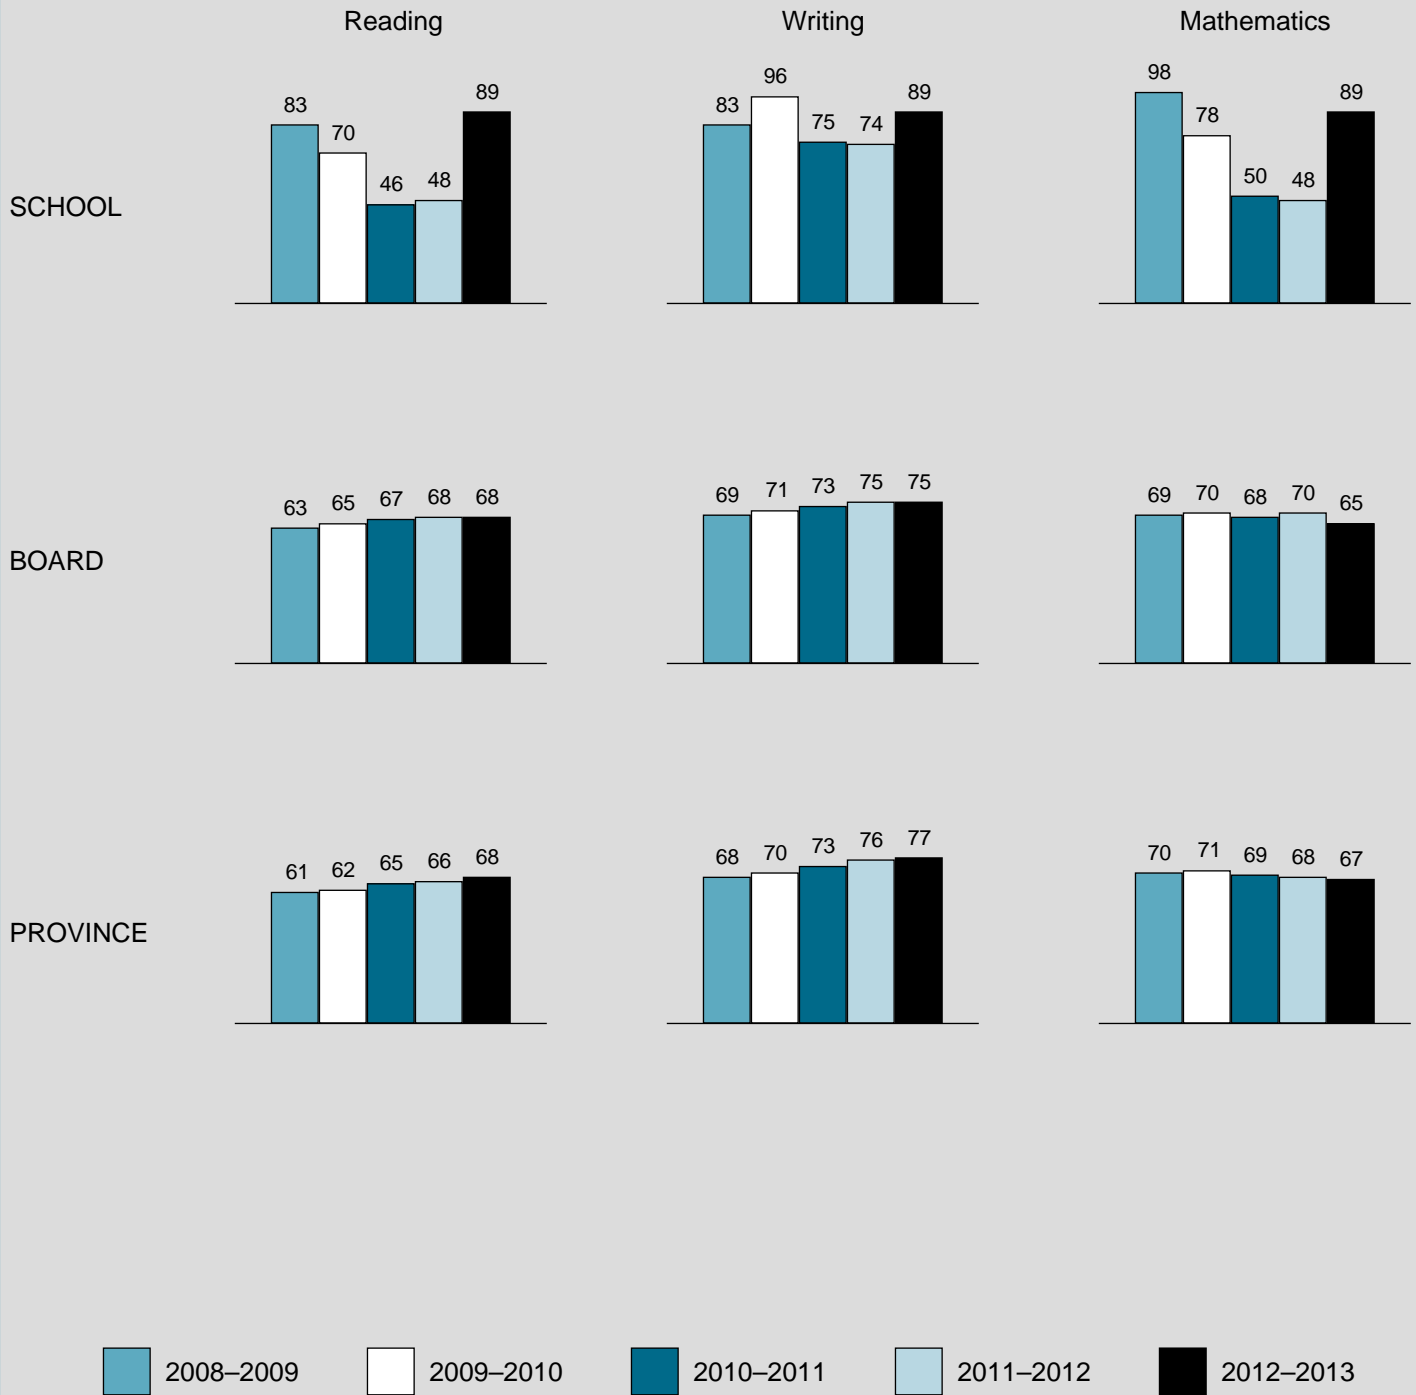 Reading Writing Mathematics
SCHOOL
83 70 46 48 89
83 96 75 74 89
98 78 50 48 89
BOARD
63 65 67 68 68
69 71 73 75 75
69 70 68 70 65
PROVINCE
61 62 65 66 68
68 70 73 76 77
70 71 69 68 67
2008–2009 2009–2010 2010–2011 2011–2012 2012–2013